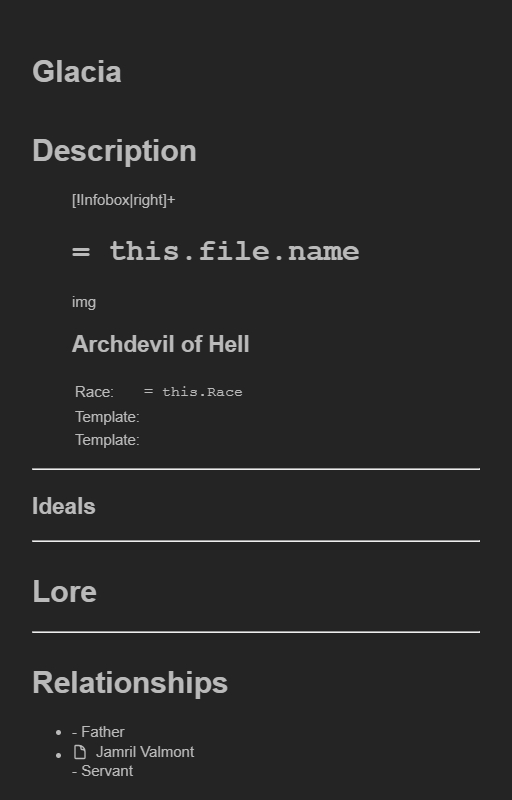 Glacia
Description
[!Infobox|right]+
= this.file.name
img
Archdevil of Hell
Race: = this.Race
Template:
Template:
Ideals
Lore
Relationships
- Father
Jamril Valmont
- Servant